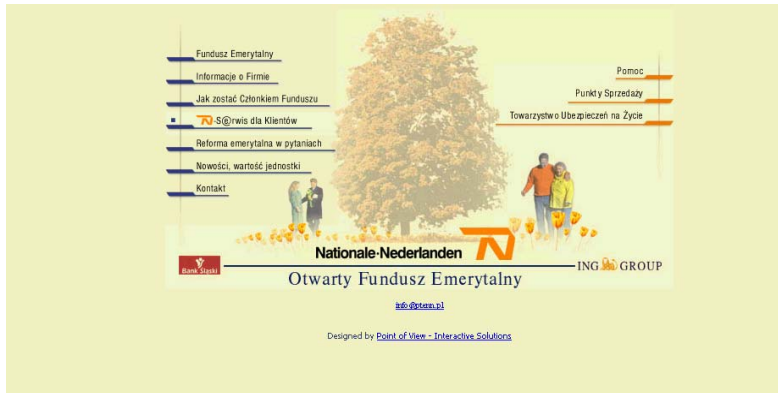 Fundusz Emerytalny
Informacje o Firmie
Jak zostać Członkiem Funduszu
-S@rwis dla Klientów
Reforma emerytalna w pytaniach
Nowości, wartość jednostki
Kontakt
Pomoc
Punkty Sprzedaży
Towarzystwo Ubezpieczeń na Życie
Nationale-Nederlanden
Bank Śląski
ING GROUP
Otwarty Fundusz Emerytalny
info@ptenn.pl
Designed by Point of View - Interactive Solutions